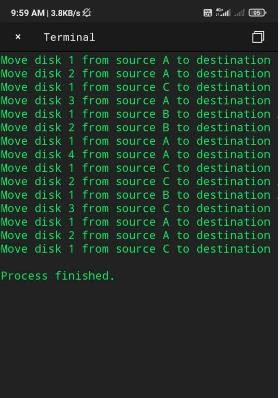 9:59 AM | 3.8KB/s
95
Terminal
Move disk 1 from source A to destination
Move disk 2 from source A to destination
Move disk 1 from source C to destination
Move disk 3 from source A to destination
Move disk 1 from source B to destination
Move disk 2 from source B to destination
Move disk 1 from source A to destination
Move disk 4 from source A to destination
Move disk 1 from source C to destination
Move disk 2 from source C to destination
Move disk 1 from source B to destination
Move disk 3 from source C to destination
Move disk 1 from source A to destination
Move disk 2 from source A to destination
Move disk 1 from source C to destination
Process finished.